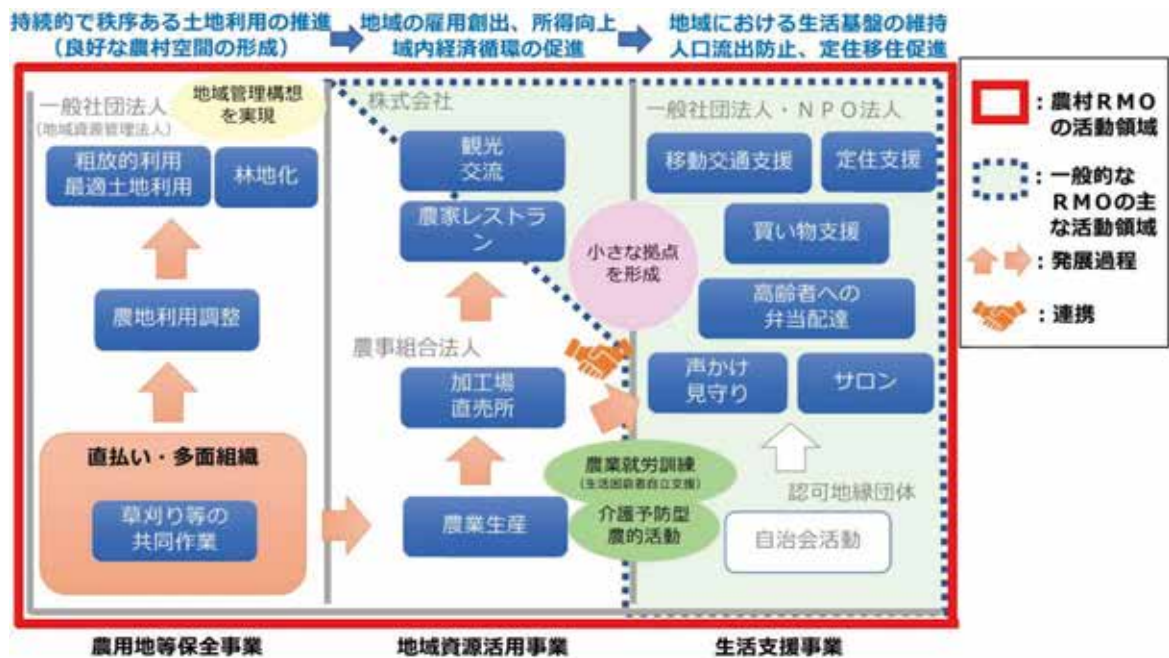 持続的で秩序ある土地利用の推進
（良好な農村空間の形成）
地域の雇用創出、所得向上
域内経済循環の促進
地域における生活基盤の維持
人口流出防止、定住移住促進
一般社団法人
(地域資源管理法人)
地域管理構想
を実現
粗放的利用
最適土地利用
林地化
農地利用調整
直払い・多面組織
草刈り等の
共同作業
農用地等保全事業
株式会社
観光
交流
農家レストラ
ン
農事組合法人
加工場
直売所
農業生産
地域資源活用事業
小さな拠点
を形成
農業就労訓練
(生活困窮者自立支援)
介護予防型
農的活動
一般社団法人・ＮＰＯ法人
移動交通支援
定住支援
買い物支援
高齢者への
弁当配達
声かけ
見守り
サロン
認可地縁団体
自治会活動
生活支援事業
：農村ＲＭＯ
の活動領域
：一般的な
ＲＭＯの主
な活動領域
：発展過程
：連携